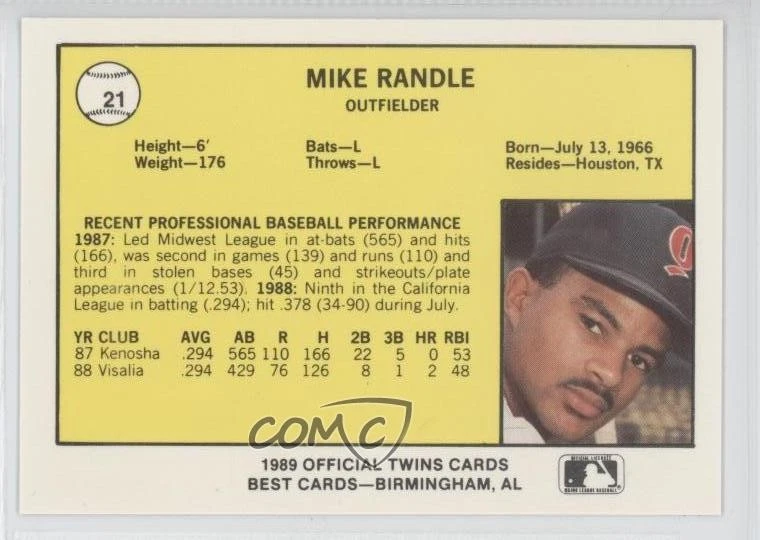 21
MIKE RANDLE
OUTFIELDER
Height—6' Bats—L Born—July 13, 1966
Weight—176 Throws—L Resides—Houston, TX
RECENT PROFESSIONAL BASEBALL PERFORMANCE
1987: Led Midwest League in at-bats (565) and hits
(166), was second in games (139) and runs (110) and
third in stolen bases (45) and strikeouts/plate
appearances (1/12.53). 1988: Ninth in the California
League in batting (.294); hit .378 (34-90) during July.
YR CLUB AVG AB R H 2B 3B HR RBI
87 Kenosha .294 565 110 166 22 5 0 53
88 Visalia .294 429 76 126 8 1 2 48
COMC
1989 OFFICIAL TWINS CARDS
BEST CARDS—BIRMINGHAM, AL
OFFICIAL LICENSEE
MAJOR LEAGUE BASEBALL